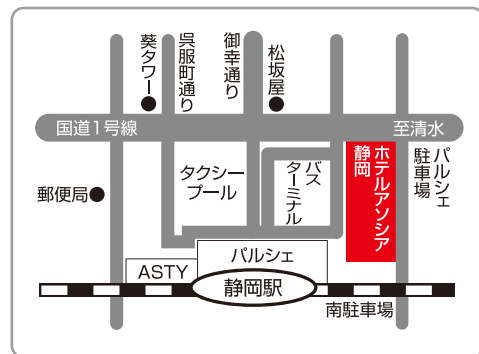 葵タワー
呉服町通り
御幸通り
松坂屋
国道1号線
至清水
郵便局
タクシー
プール
バス
ターミナル
ホテルアソシア
静岡
パルシェ
駐車場
パルシェ
ASTY
静岡駅
南駐車場